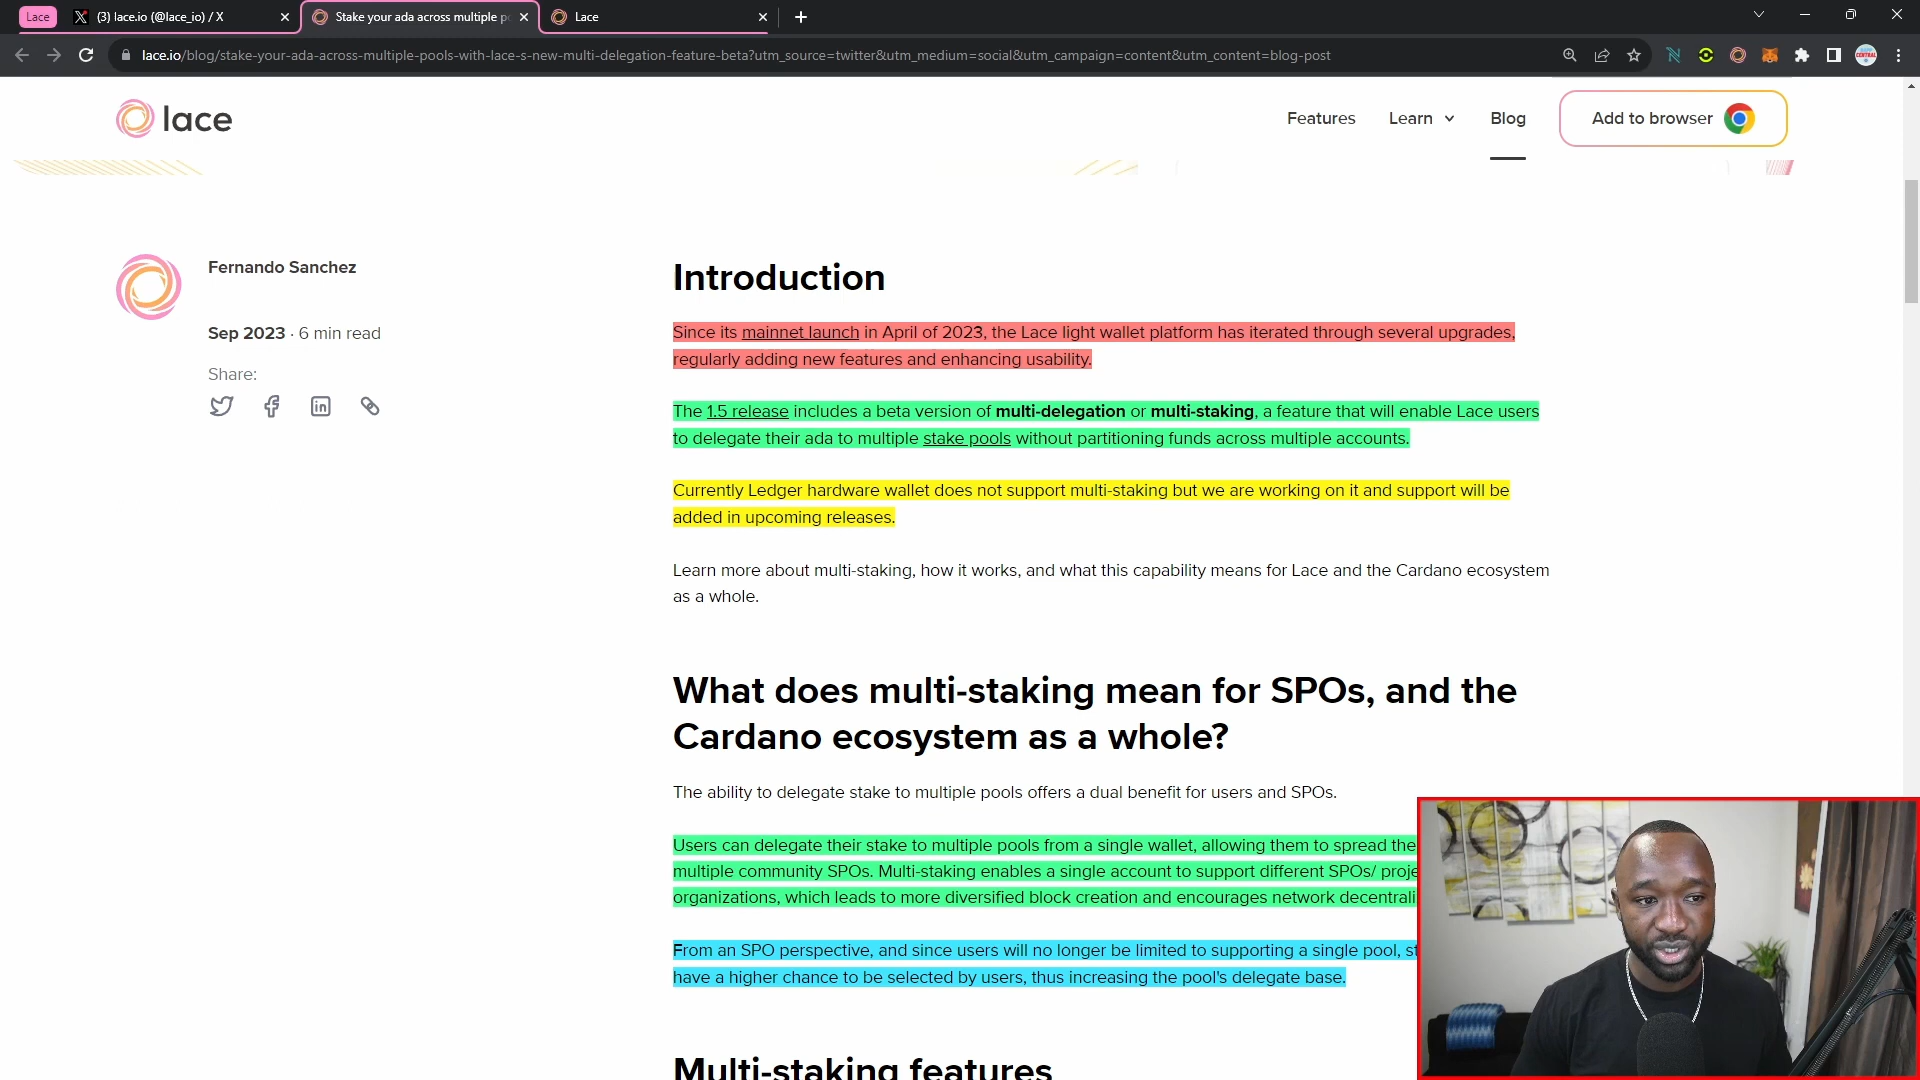 Lace
(3) lace.io (@lace_io) / X
Stake your ada across multiple
Lace
lace.io/blog/stake-your-ada-across-multiple-pools-with-lace-s-new-multi-delegation-feature-beta?utm_source=twitter&utm_medium=social&utm_campaign=content&utm_content=blog-post
lace
Features
Learn
Blog
Add to browser
Fernando Sanchez
Sep 2023 · 6 min read
Share:
Introduction
Since its mainnet launch in April of 2023, the Lace light wallet platform has iterated through several upgrades,
regularly adding new features and enhancing usability.
The 1.5 release includes a beta version of multi-delegation or multi-staking, a feature that will enable Lace users
to delegate their ada to multiple stake pools without partitioning funds across multiple accounts.
Currently Ledger hardware wallet does not support multi-staking but we are working on it and support will be
added in upcoming releases.
Learn more about multi-staking, how it works, and what this capability means for Lace and the Cardano ecosystem
as a whole.
What does multi-staking mean for SPOs, and the
Cardano ecosystem as a whole?
The ability to delegate stake to multiple pools offers a dual benefit for users and SPOs.
Users can delegate their stake to multiple pools from a single wallet, allowing them to spread the
multiple community SPOs. Multi-staking enables a single account to support different SPOs/ proje
organizations, which leads to more diversified block creation and encourages network decentrali
From an SPO perspective, and since users will no longer be limited to supporting a single pool, st
have a higher chance to be selected by users, thus increasing the pool's delegate base.
Multi-staking features